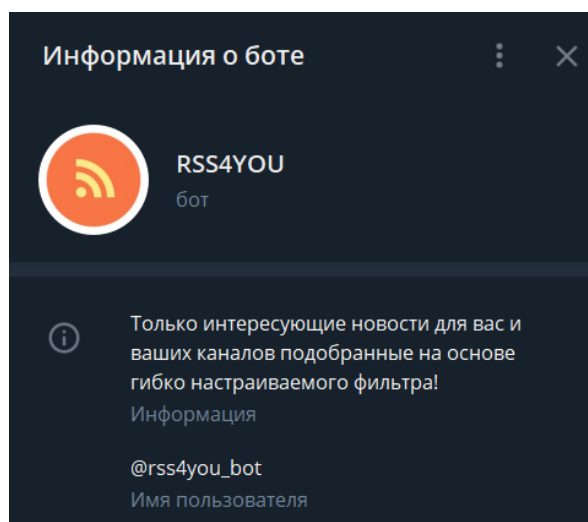 Информация о боте
RSS4YOU
бот
Только интересующие новости для вас и
ваших каналов подобранные на основе
гибко настраиваемого фильтра!
Информация
@rss4you_bot
Имя пользователя